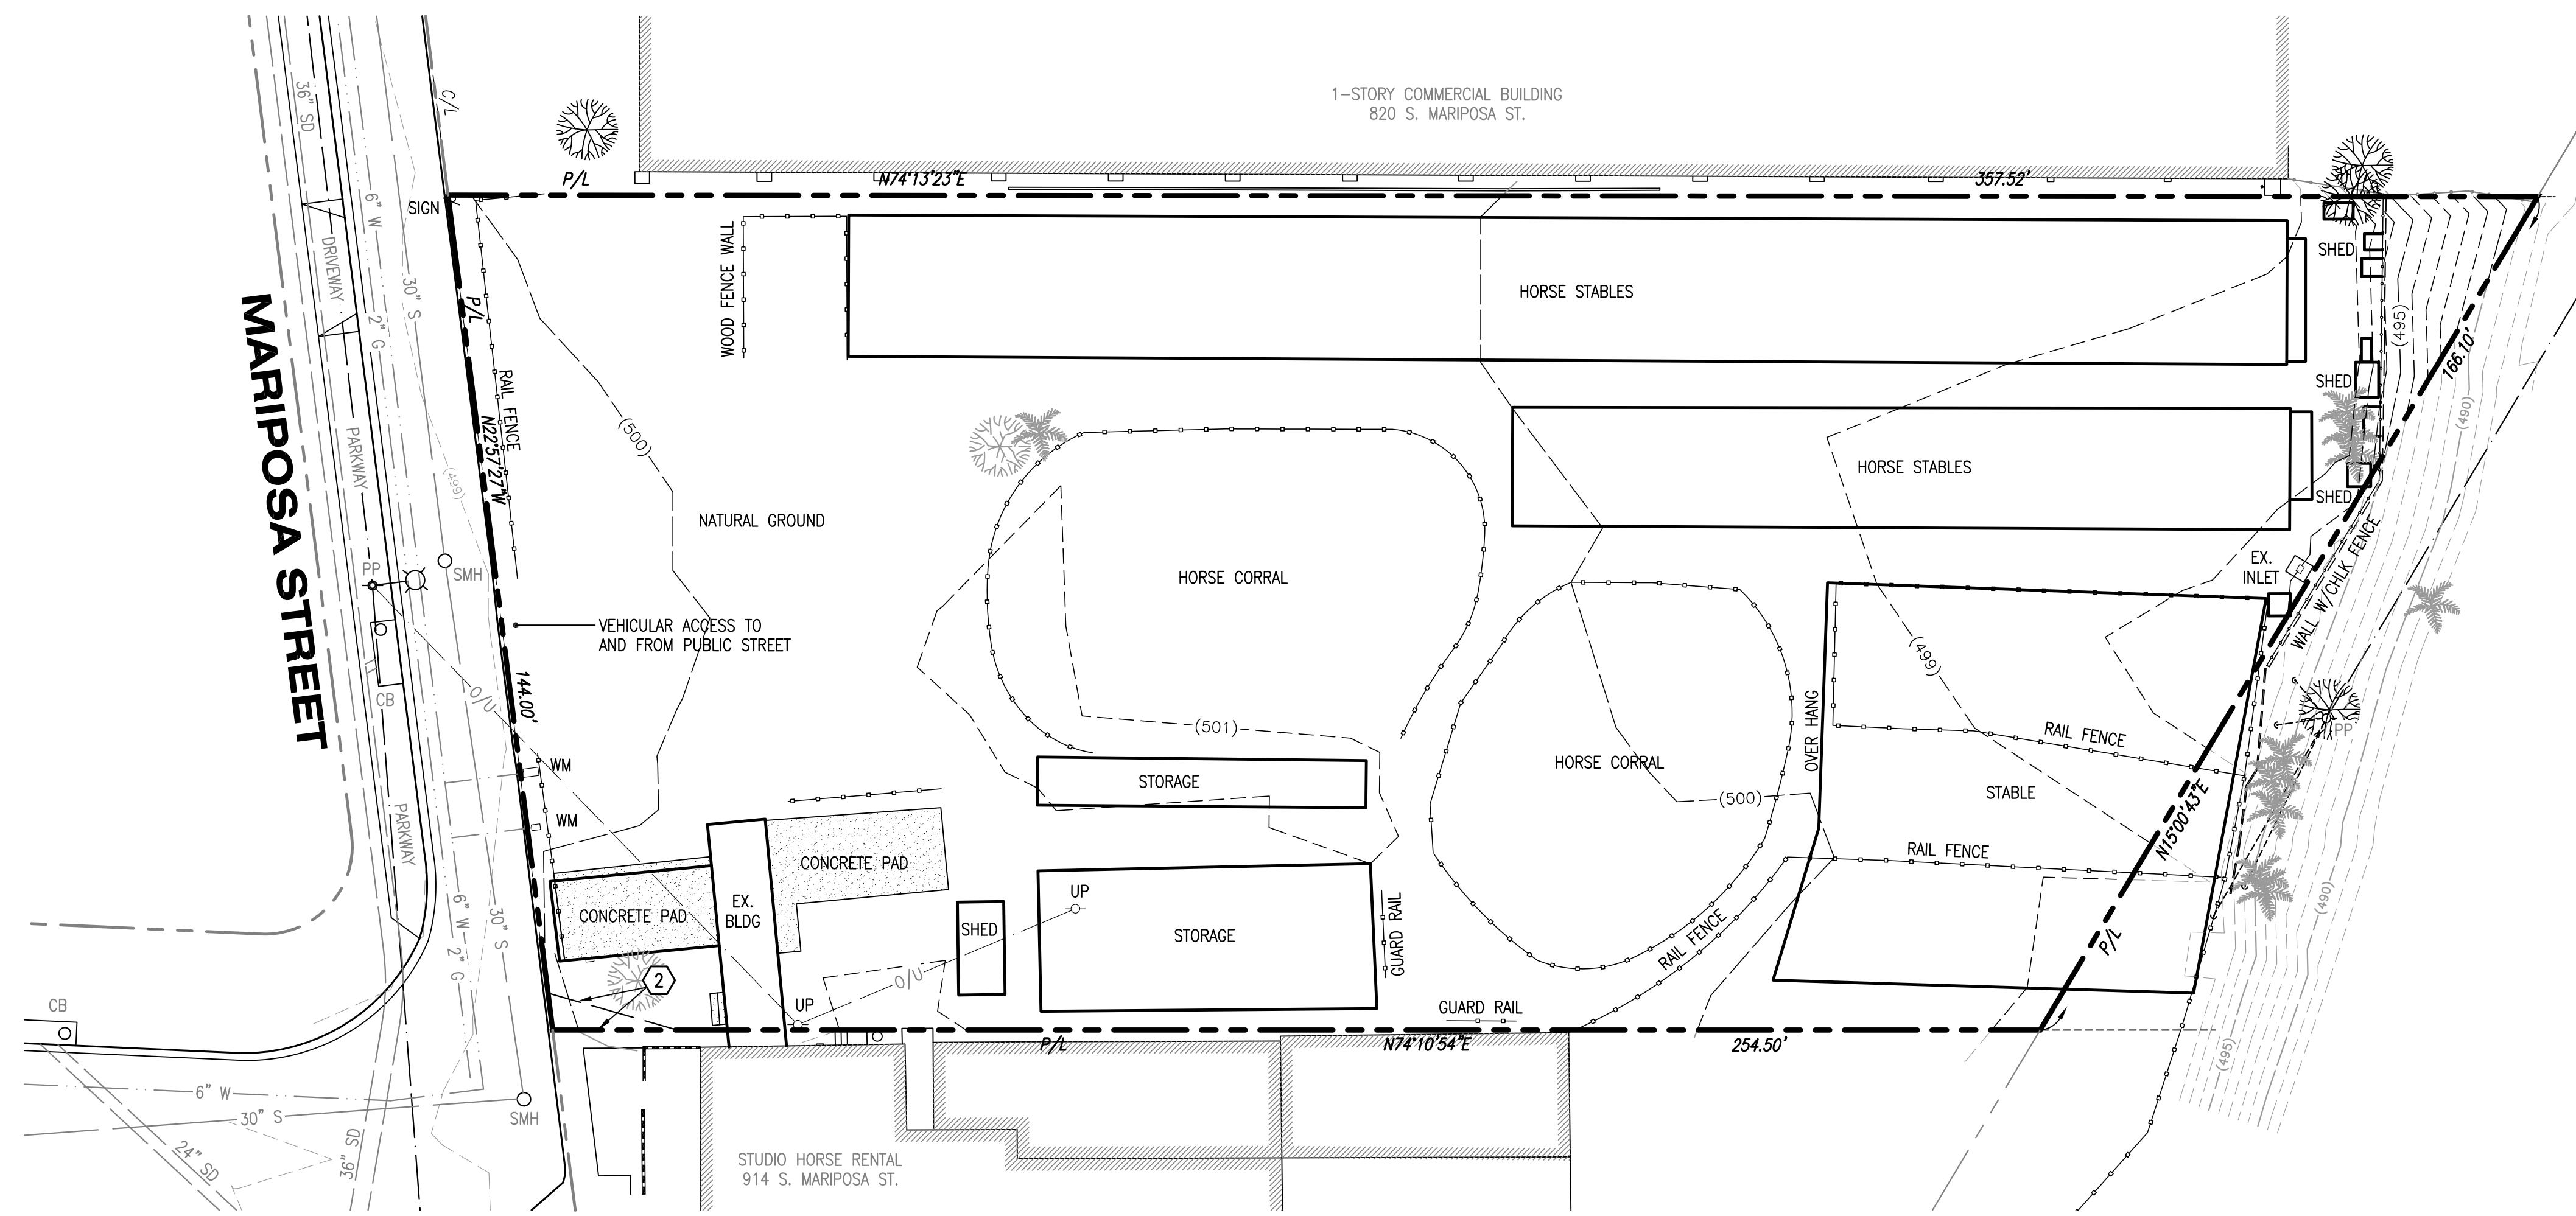 1-STORY COMMERCIAL BUILDING
820 S. MARIPOSA ST.
36" SD
C/L
P/L
N74°13'23"E
357.52'
SIGN
6" W
DRIVEWAY
2" G
30" S
P/L
WOOD FENCE WALL
HORSE STABLES
SHED
(495)
166.10'
MARIPOSA STREET
RAIL FENCE
N22°57'27"W
(500)
PARKWAY
(499)
SHED
(490)
HORSE STABLES
SHED
NATURAL GROUND
PP
SMH
HORSE CORRAL
EX.
INLET
WALL W/CHLK FENCE
VEHICULAR ACCESS TO
AND FROM PUBLIC STREET
144.00'
O/U
CB
(499)
(501)
OVER HANG
RAIL FENCE
PP
WM
STORAGE
HORSE CORRAL
(500)
STABLE
N15°00'43"E
WM
PARKWAY
CONCRETE PAD
RAIL FENCE
CONCRETE PAD
EX.
BLDG
UP
SHED
STORAGE
GUARD RAIL
RAIL FENCE
P/L
(490)
6" W
2" G
30" S
2
O/U
UP
GUARD RAIL
CB
P/L
N74°10'54"E
254.50'
(495)
6" W
30" S
SMH
24" SD
36" SD
STUDIO HORSE RENTAL
914 S. MARIPOSA ST.